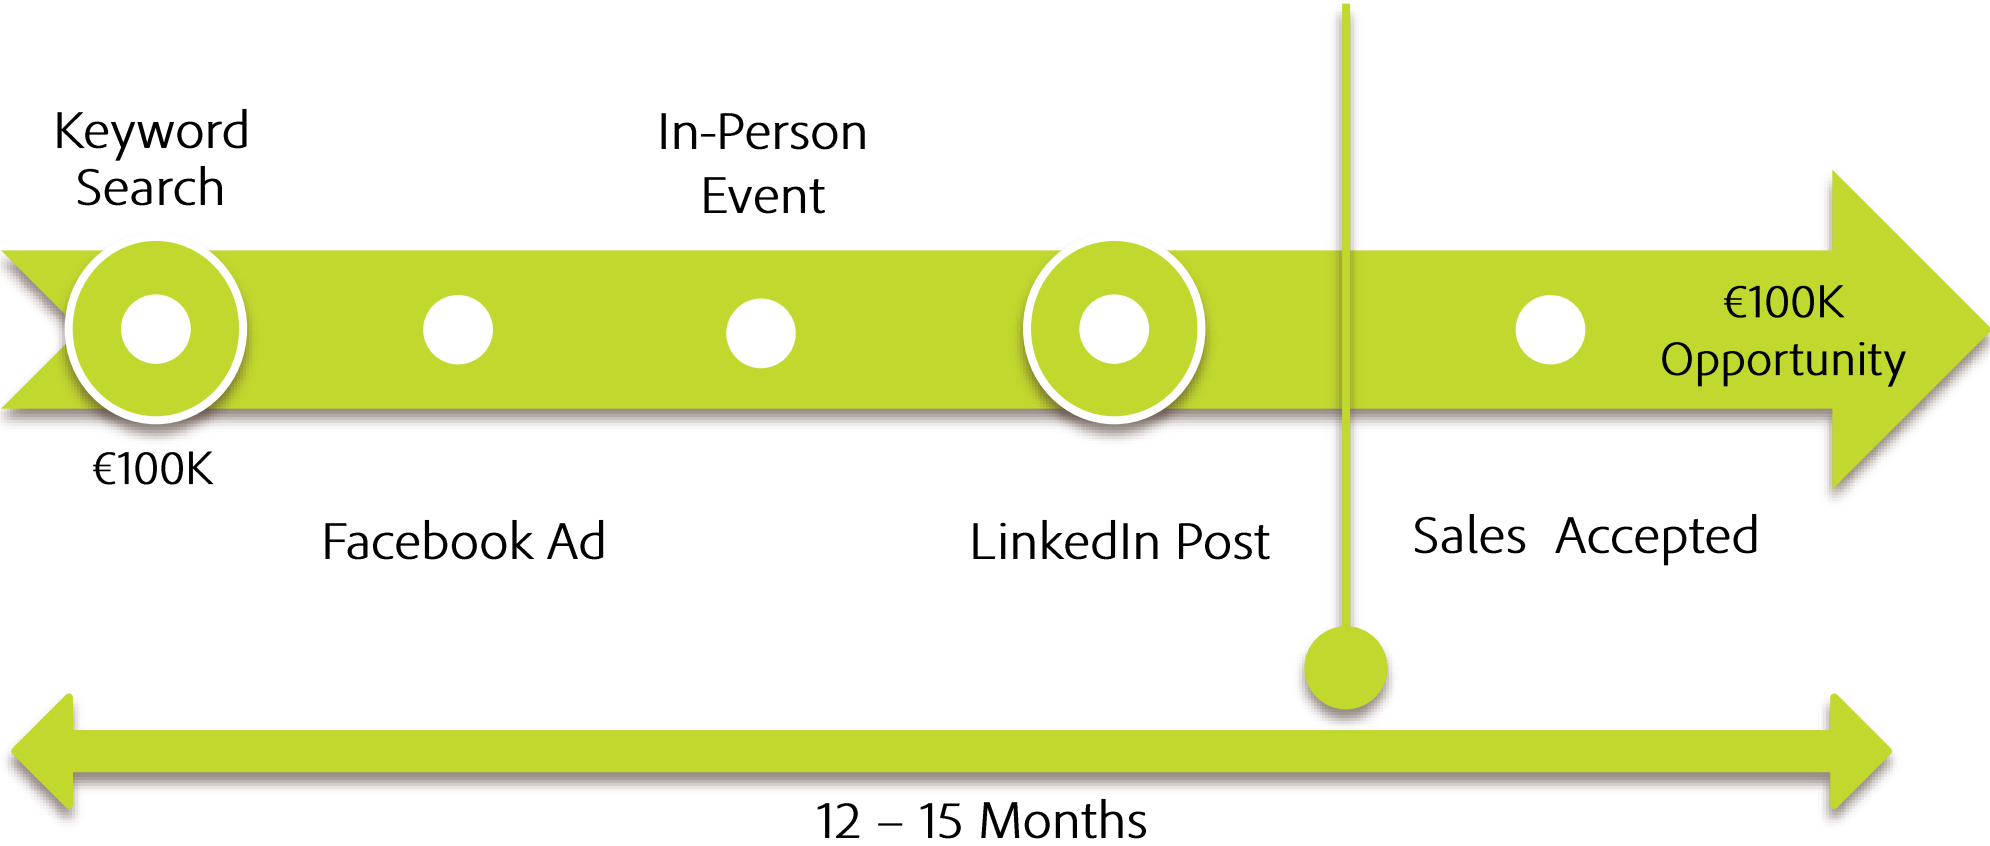 Keyword
Search
In-Person
Event
€100K
Opportunity
€100K
Facebook Ad
LinkedIn Post
Sales Accepted
12 – 15 Months